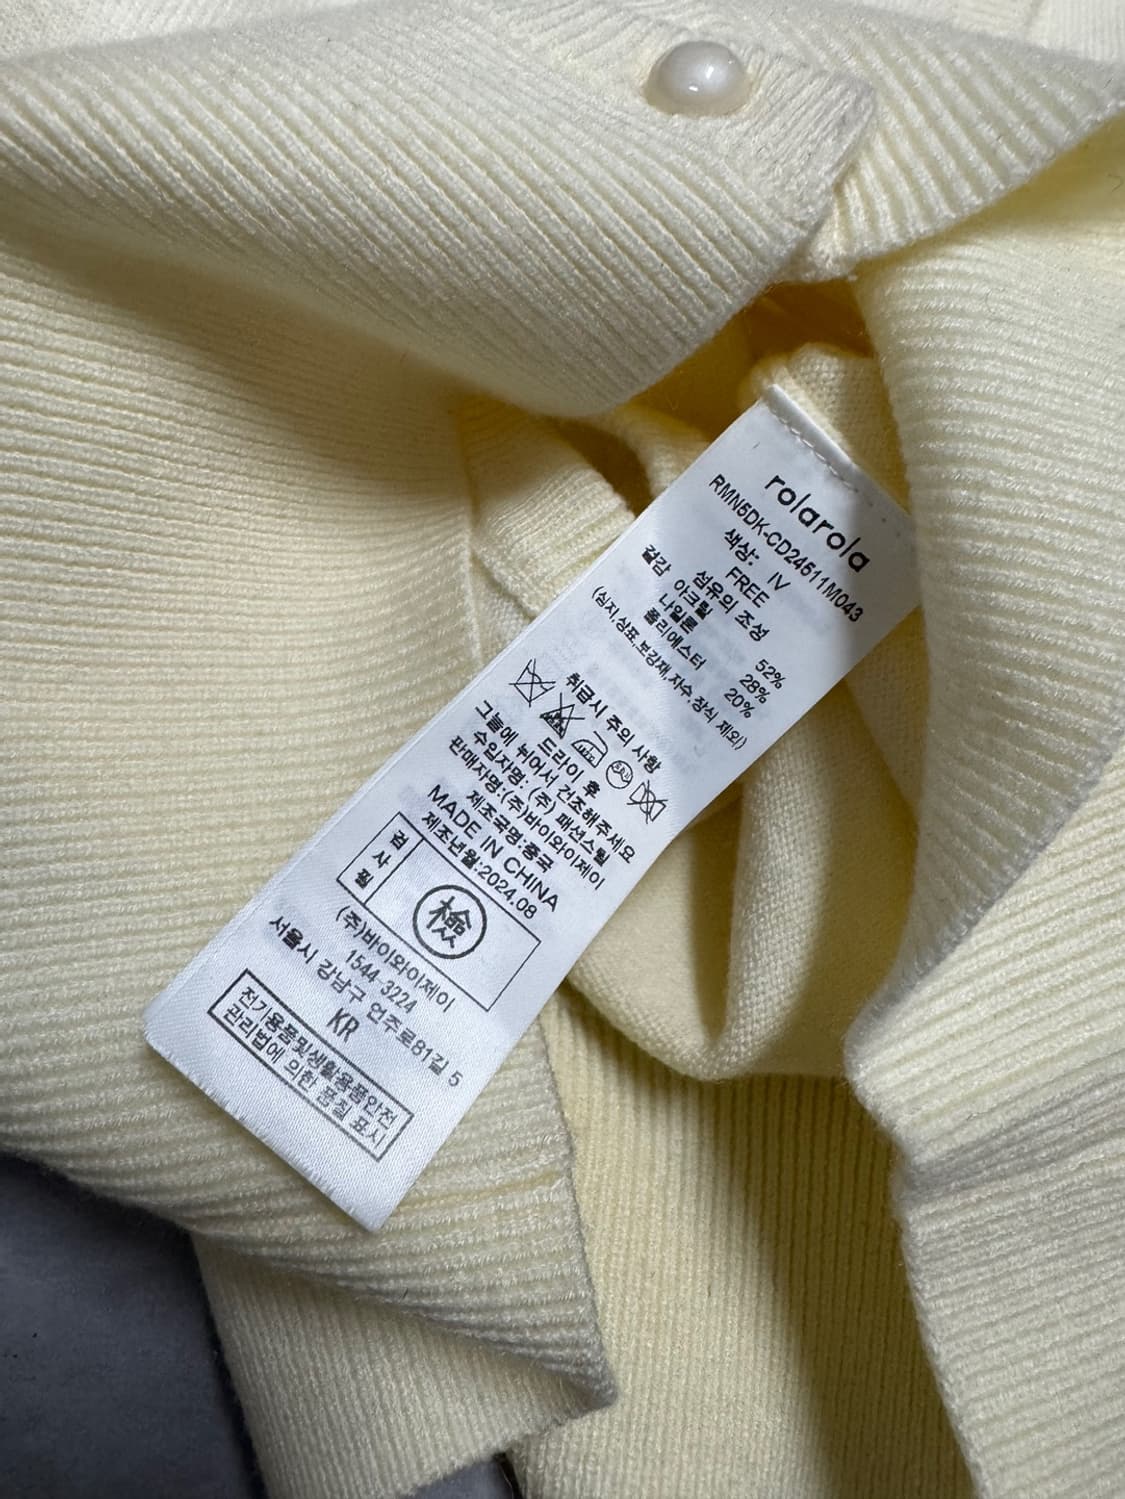 rolarola
RMN5DK-CD24511M043
색상: IV
FREE
섬유의 조성
겉감 아크릴 52%
나일론 28%
폴리에스터 20%
(심지,상표,보강재,자수,장식 제외)
취급시 주의 사항
드라이 후
그늘에 뉘어서 건조해주세요
수입자명: (주) 패션스퀼
판매자명:(주)바이와이제이
제조국명:중국
MADE IN CHINA
제조년월:2024.08
검사필
檢
(주)바이와이제이
1544-3224
서울시 강남구 언주로81길 5
KR
전기용품및생활용품안전
관리법에 의한 품질 표시